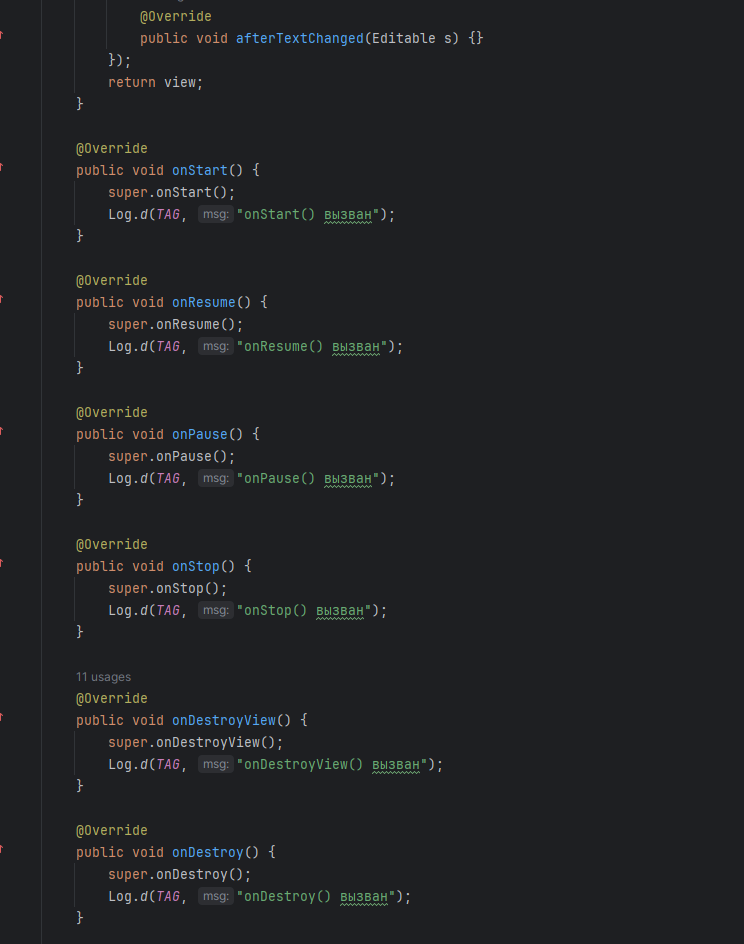 @Override
public void afterTextChanged(Editable s) {}
});
return view;
}
@Override
public void onStart() {
super.onStart();
Log.d(TAG, msg: "onStart() вызван");
}
@Override
public void onResume() {
super.onResume();
Log.d(TAG, msg: "onResume() вызван");
}
@Override
public void onPause() {
super.onPause();
Log.d(TAG, msg: "onPause() вызван");
}
@Override
public void onStop() {
super.onStop();
Log.d(TAG, msg: "onStop() вызван");
}
11 usages
@Override
public void onDestroyView() {
super.onDestroyView();
Log.d(TAG, msg: "onDestroyView() вызван");
}
@Override
public void onDestroy() {
super.onDestroy();
Log.d(TAG, msg: "onDestroy() вызван");
}